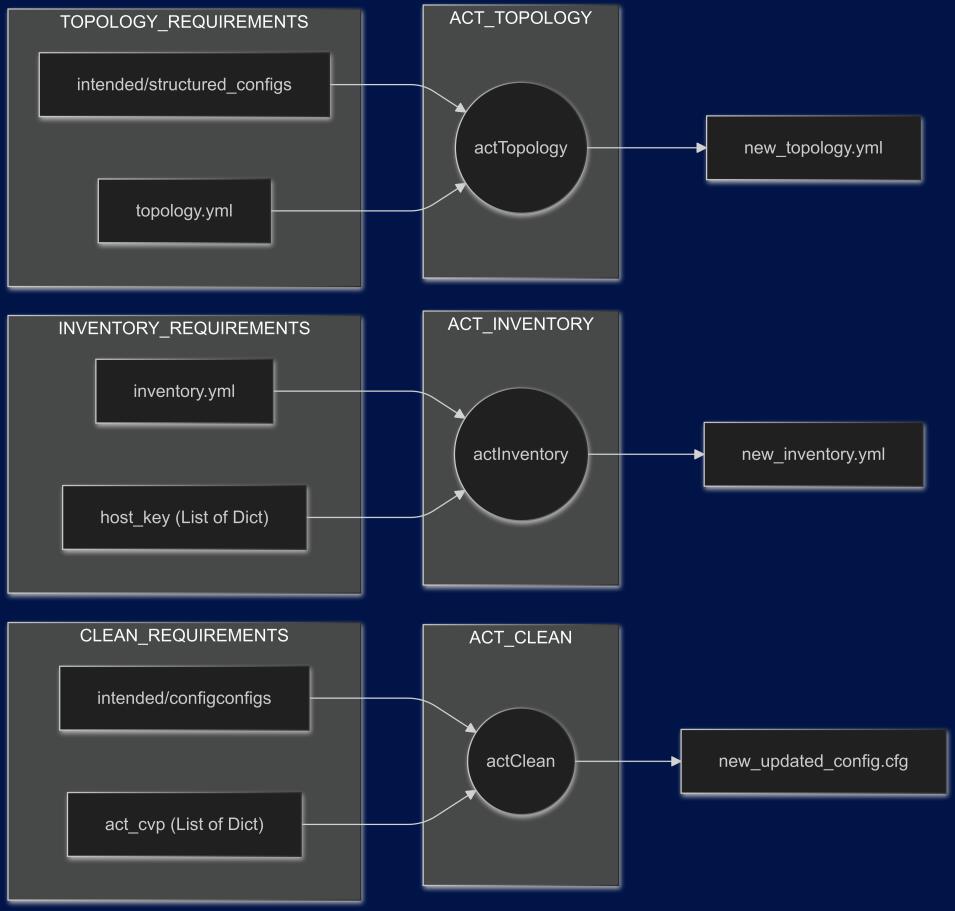 TOPOLOGY_REQUIREMENTS
intended/structured_configs
topology.yml
ACT_TOPOLOGY
actTopology
new_topology.yml
INVENTORY_REQUIREMENTS
inventory.yml
host_key (List of Dict)
ACT_INVENTORY
actInventory
new_inventory.yml
CLEAN_REQUIREMENTS
intended/configconfigs
act_cvp (List of Dict)
ACT_CLEAN
actClean
new_updated_config.cfg